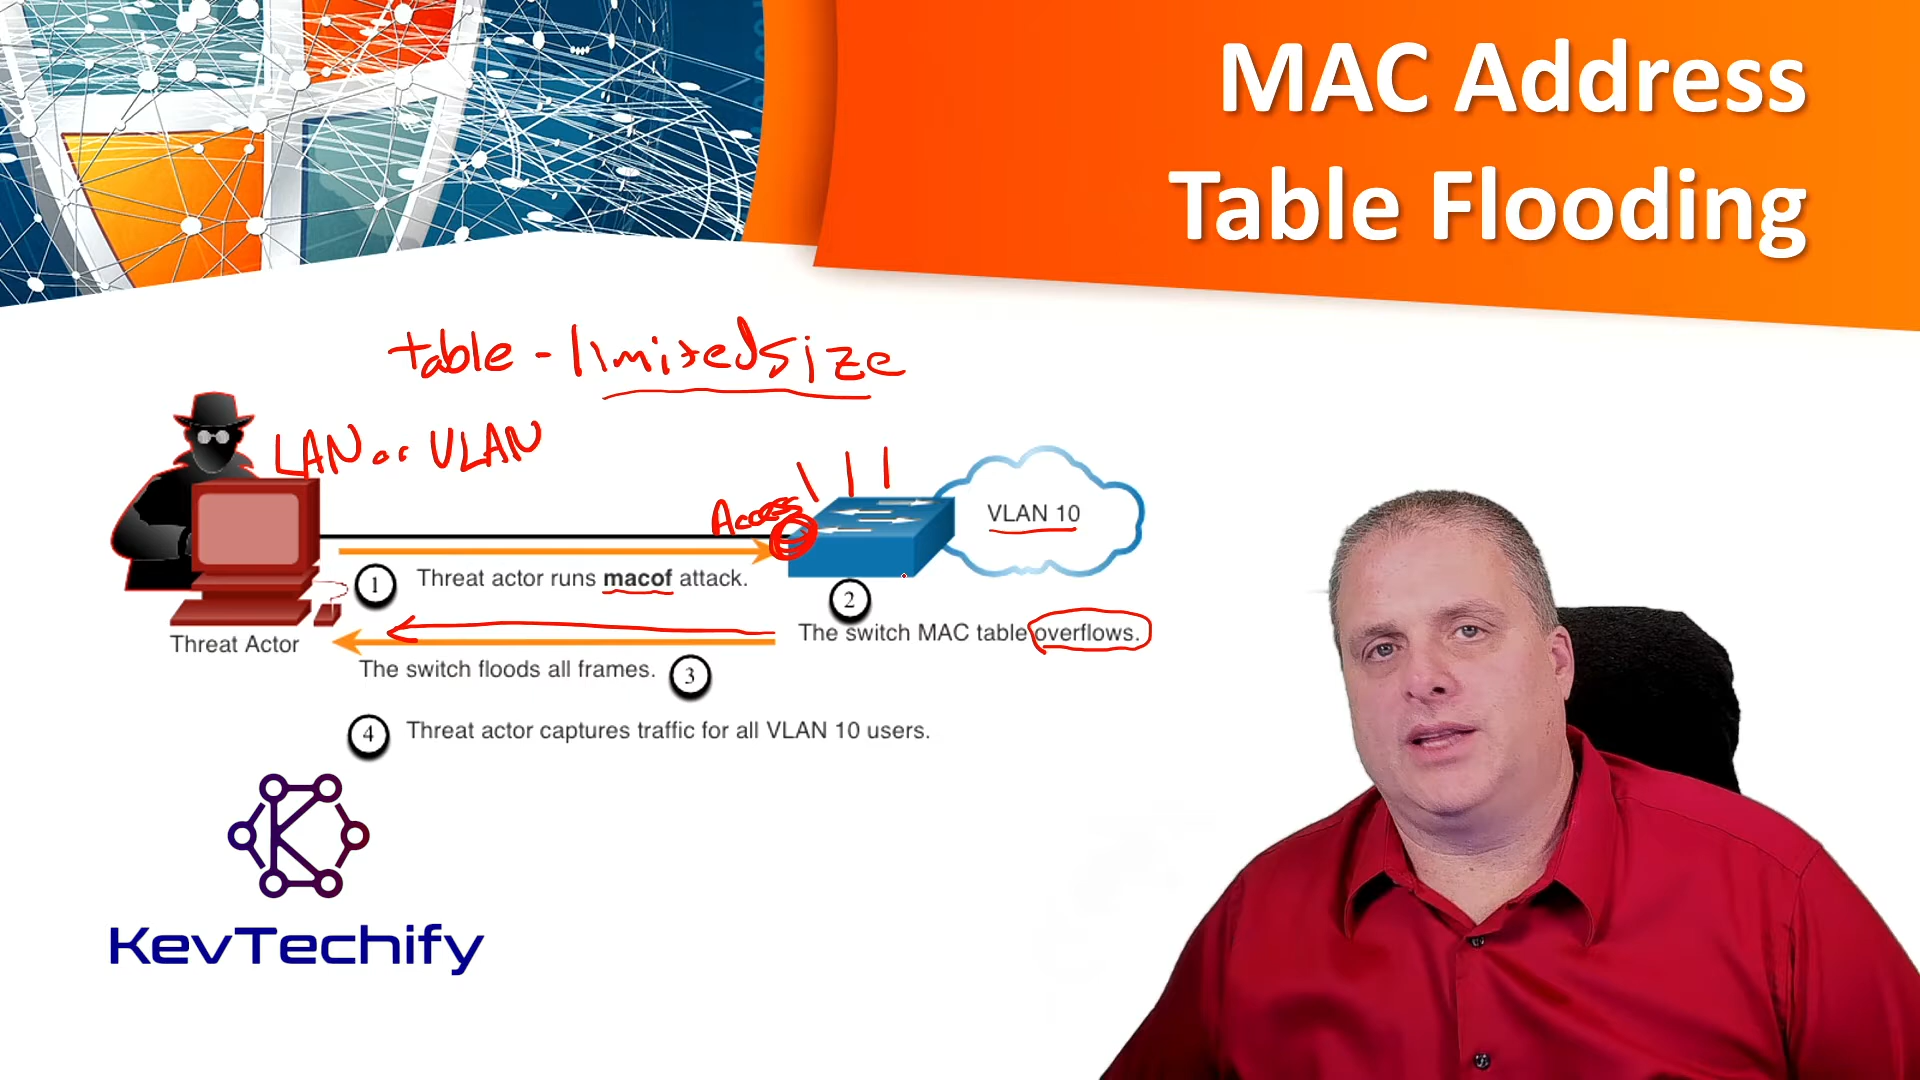 MAC Address
Table Flooding
table - limited size
LAN or VLAN
Access
VLAN 10
1 Threat actor runs macof attack.
2
The switch MAC table overflows.
Threat Actor
The switch floods all frames. 3
4 Threat actor captures traffic for all VLAN 10 users.
KevTechify